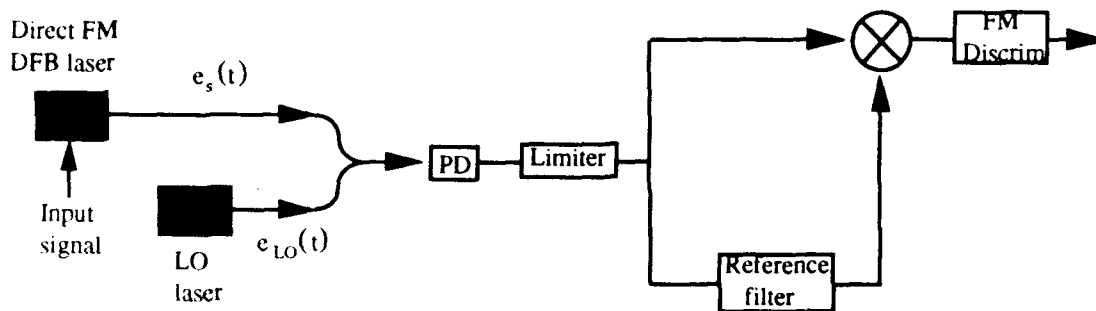 Direct FM
DFB laser
e_s(t)
Input
signal
LO
laser
e_LO(t)
PD
Limiter
Reference
filter
FM
Discrim